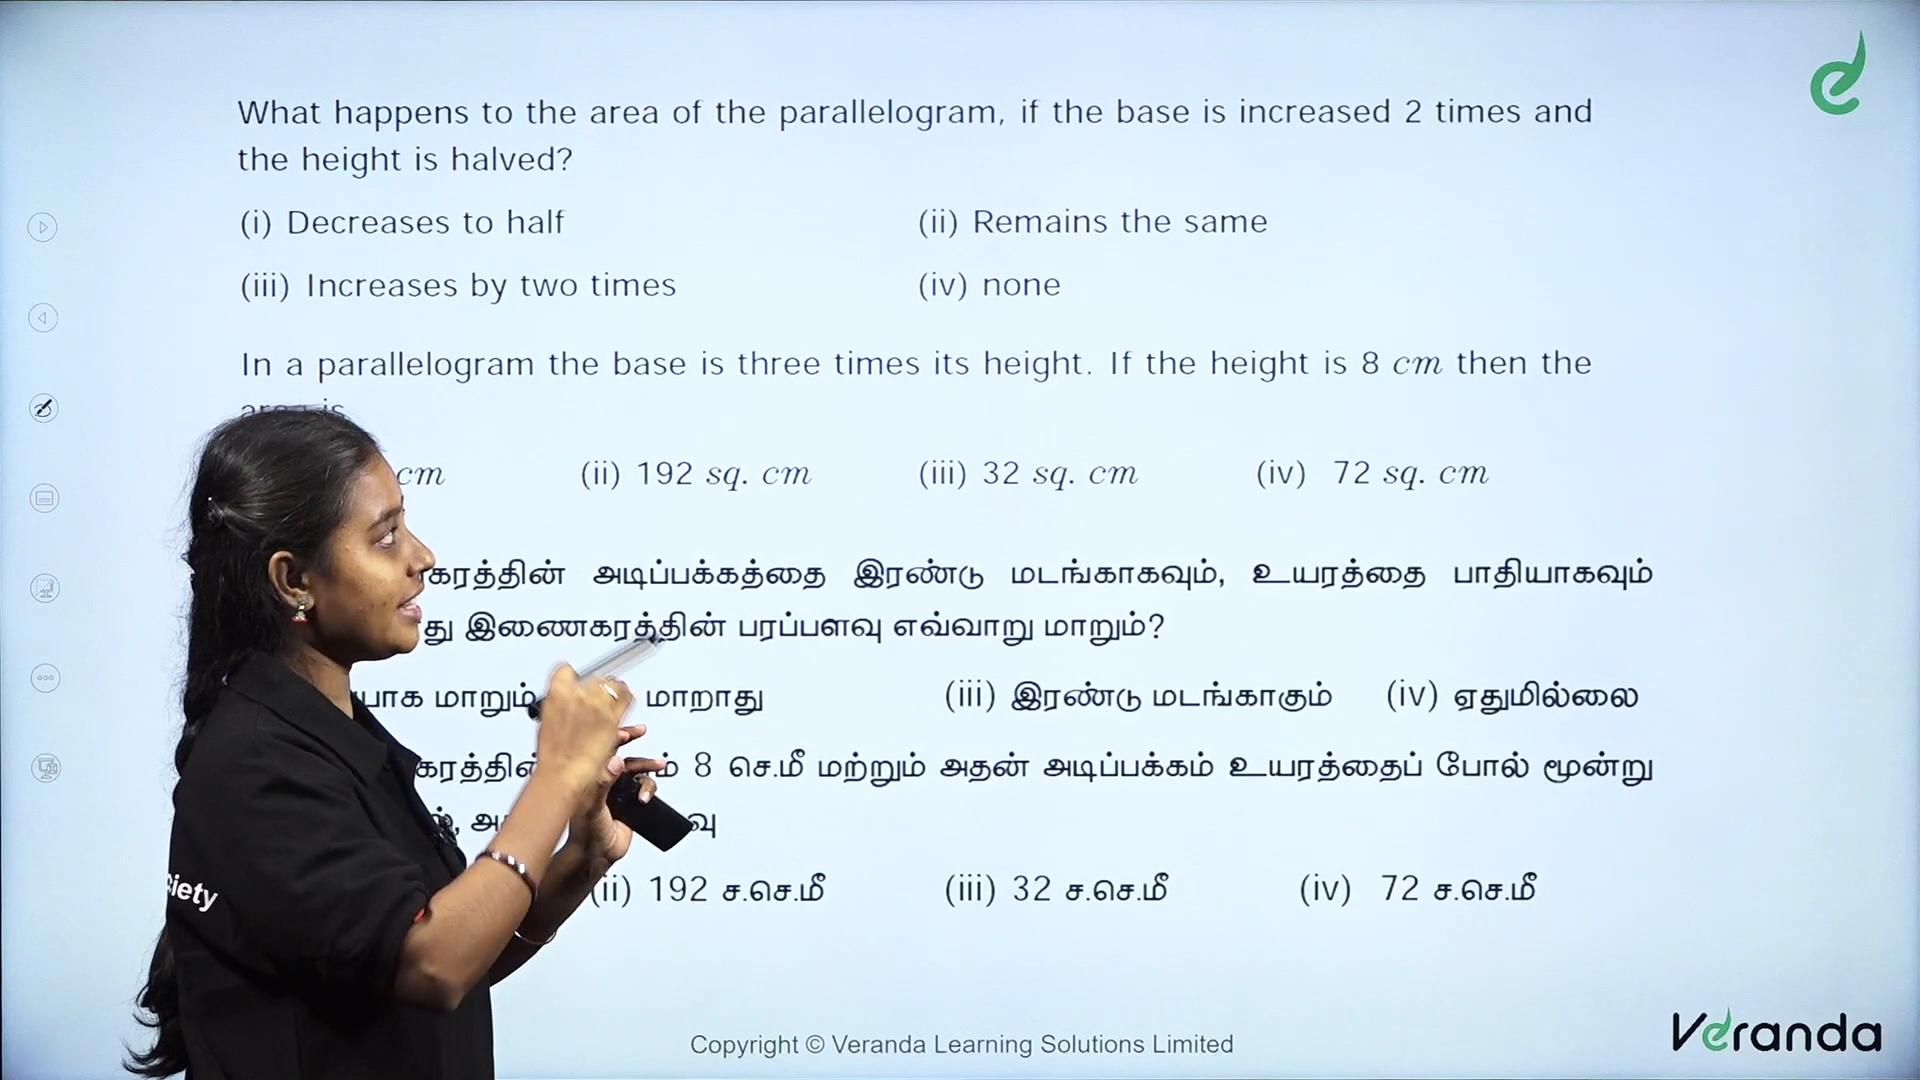 What happens to the area of the parallelogram, if the base is increased 2 times and
the height is halved?
(i) Decreases to half (ii) Remains the same
(iii) Increases by two times (iv) none
In a parallelogram the base is three times its height. If the height is 8 cm then the
area is
cm (ii) 192 sq. cm (iii) 32 sq. cm (iv) 72 sq. cm
அடிப்பக்கத்தை இரண்டு மடங்காகவும், உயரத்தை பாதியாகவும்
இணைகரத்தின் பரப்பளவு எவ்வாறு மாறும்?
மாறும் மாறாது (iii) இரண்டு மடங்காகும் (iv) ஏதுமில்லை
8 செ.மீ மற்றும் அதன் அடிப்பக்கம் உயரத்தைப் போல் மூன்று
(ii) 192 ச.செ.மீ (iii) 32 ச.செ.மீ (iv) 72 ச.செ.மீ
Copyright © Veranda Learning Solutions Limited
Veranda